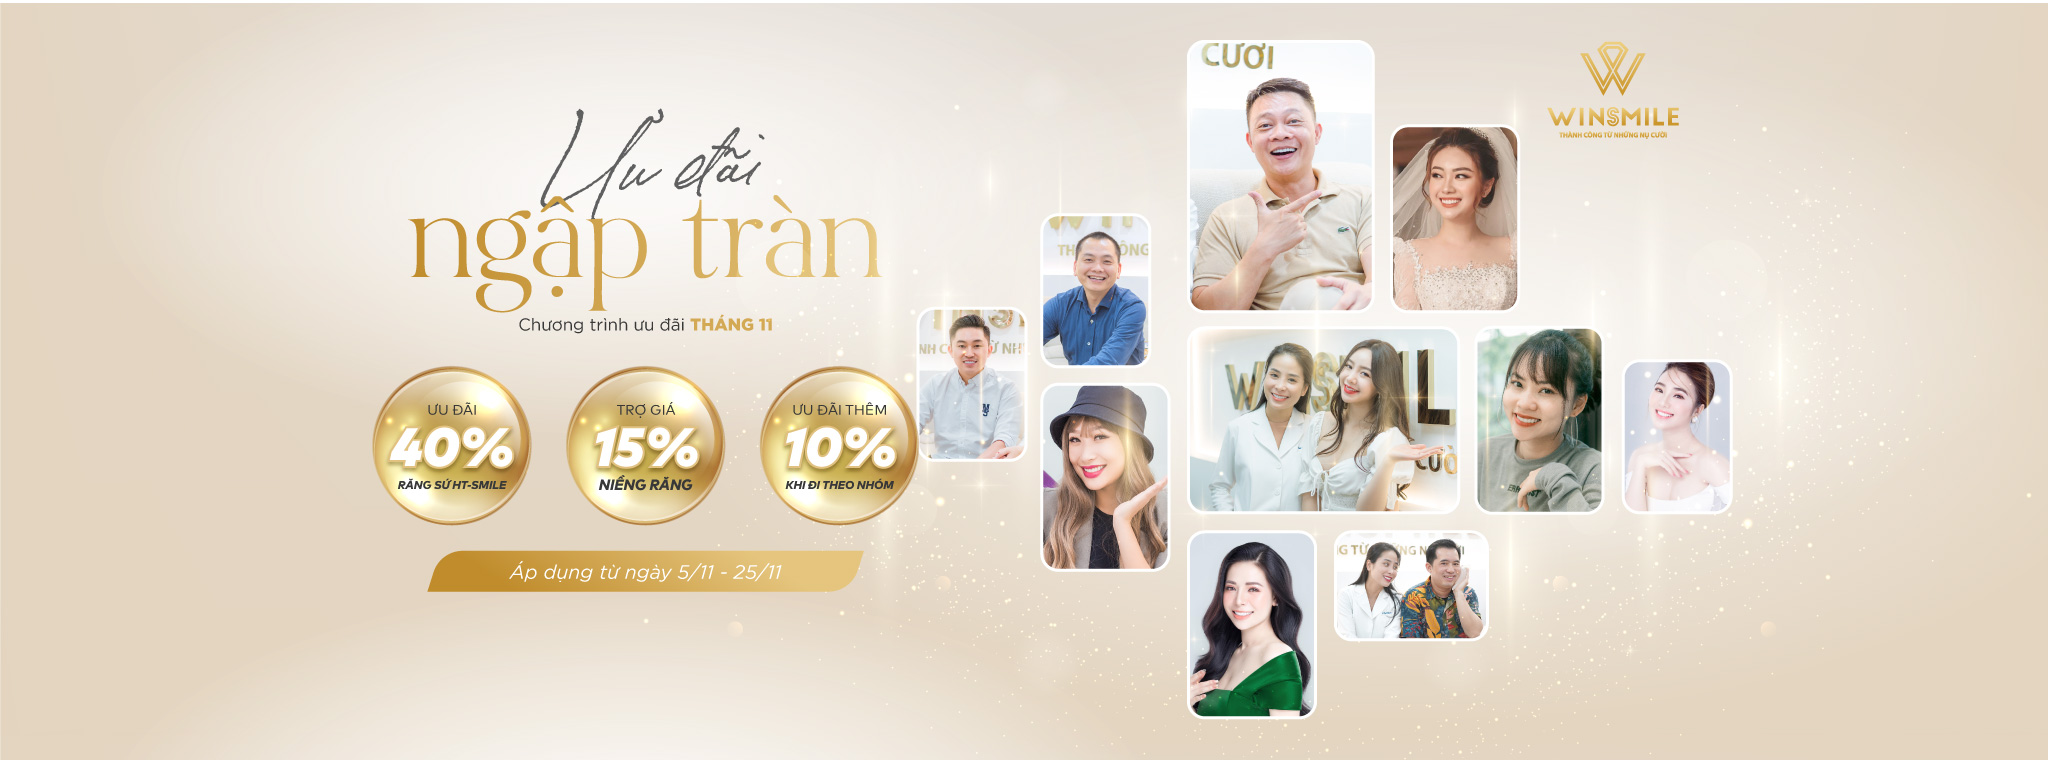 Ưu đãi
ngập tràn
Chương trình ưu đãi THÁNG 11
ƯU ĐÃI
40%
RĂNG SỨ HT-SMILE
TRỢ GIÁ
15%
NIỀNG RĂNG
ƯU ĐÃI THÊM
10%
KHI ĐI THEO NHÓM
Áp dụng từ ngày 5/11 - 25/11
WINSMILE
THÀNH CÔNG TỪ NHỮNG NỤ CƯỜI
CƯƠI
WINSMIL